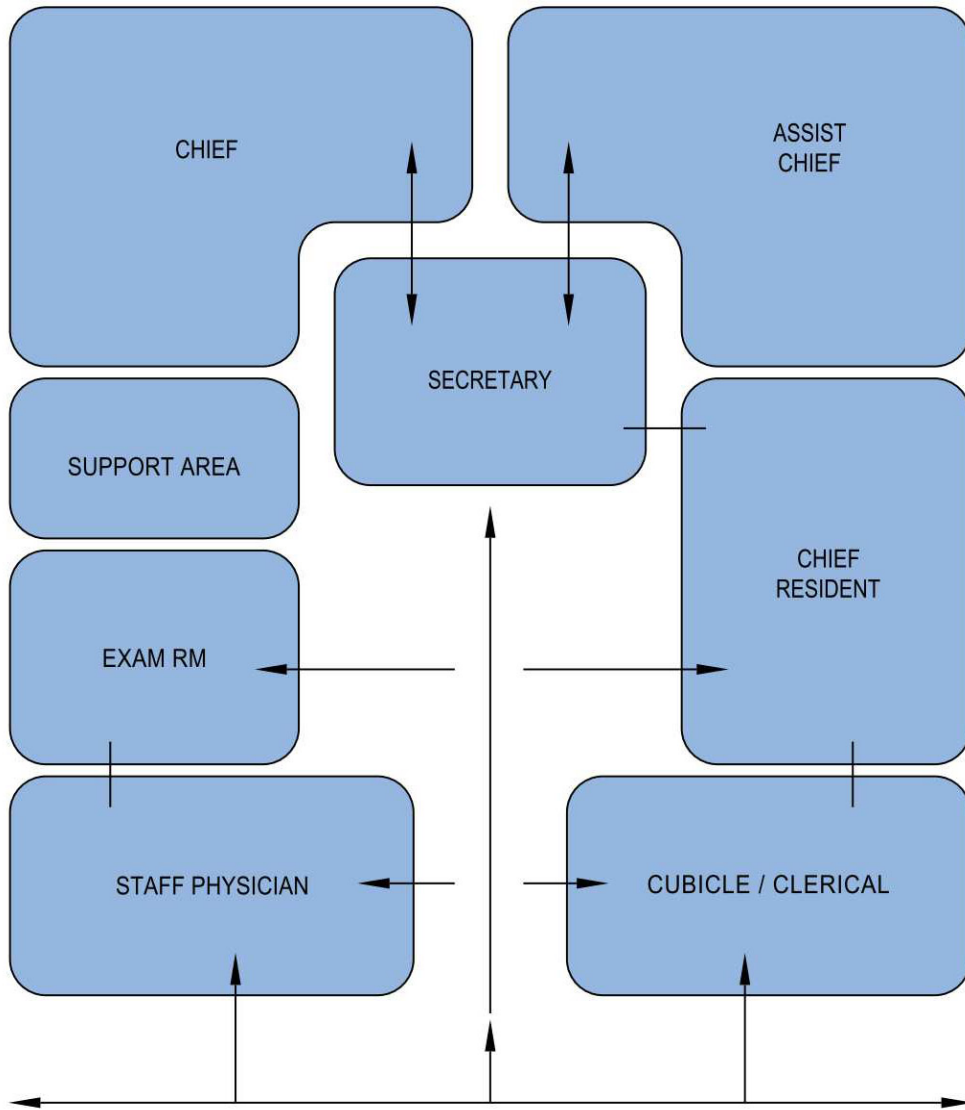 CHIEF
ASSIST
CHIEF
SECRETARY
SUPPORT AREA
CHIEF
RESIDENT
EXAM RM
STAFF PHYSICIAN
CUBICLE / CLERICAL